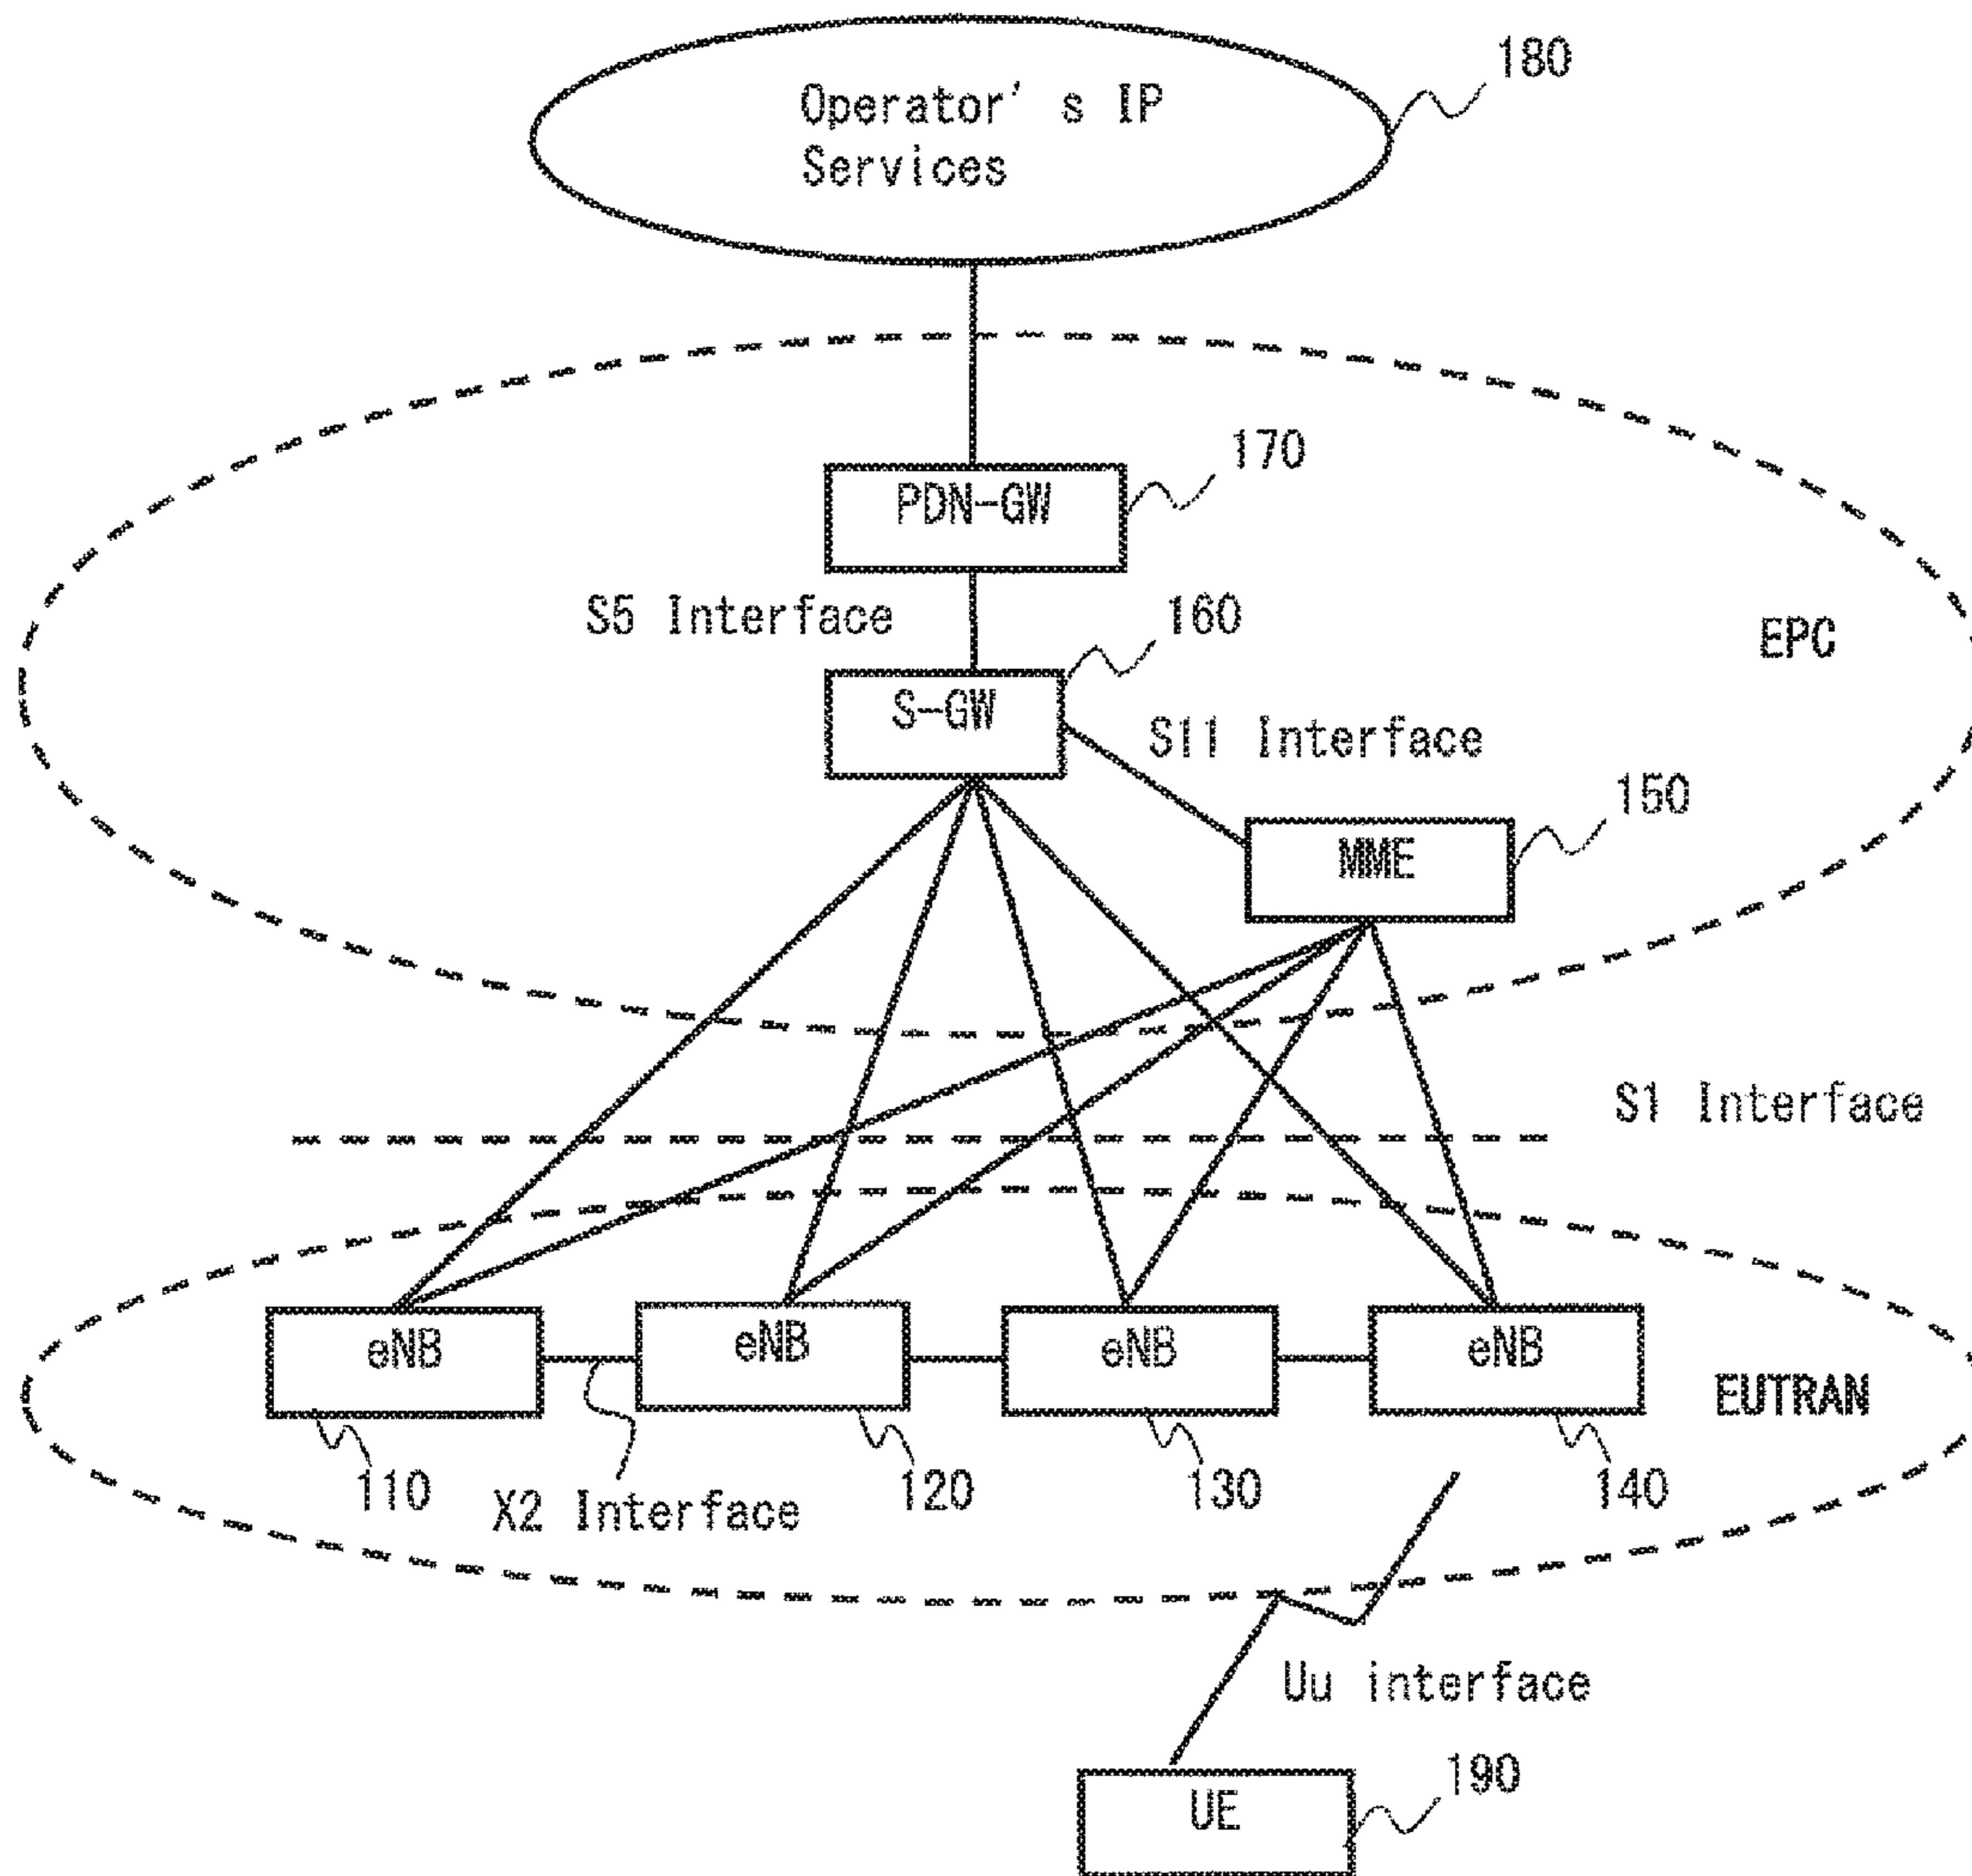 180
Operator's IP
Services
170
PDN-GW
S5 Interface
160
EPC
S-GW
S11 Interface
150
MME
S1 Interface
eNB
eNB
eNB
eNB
EUTRAN
110
X2 Interface
120
130
140
Uu interface
190
UE